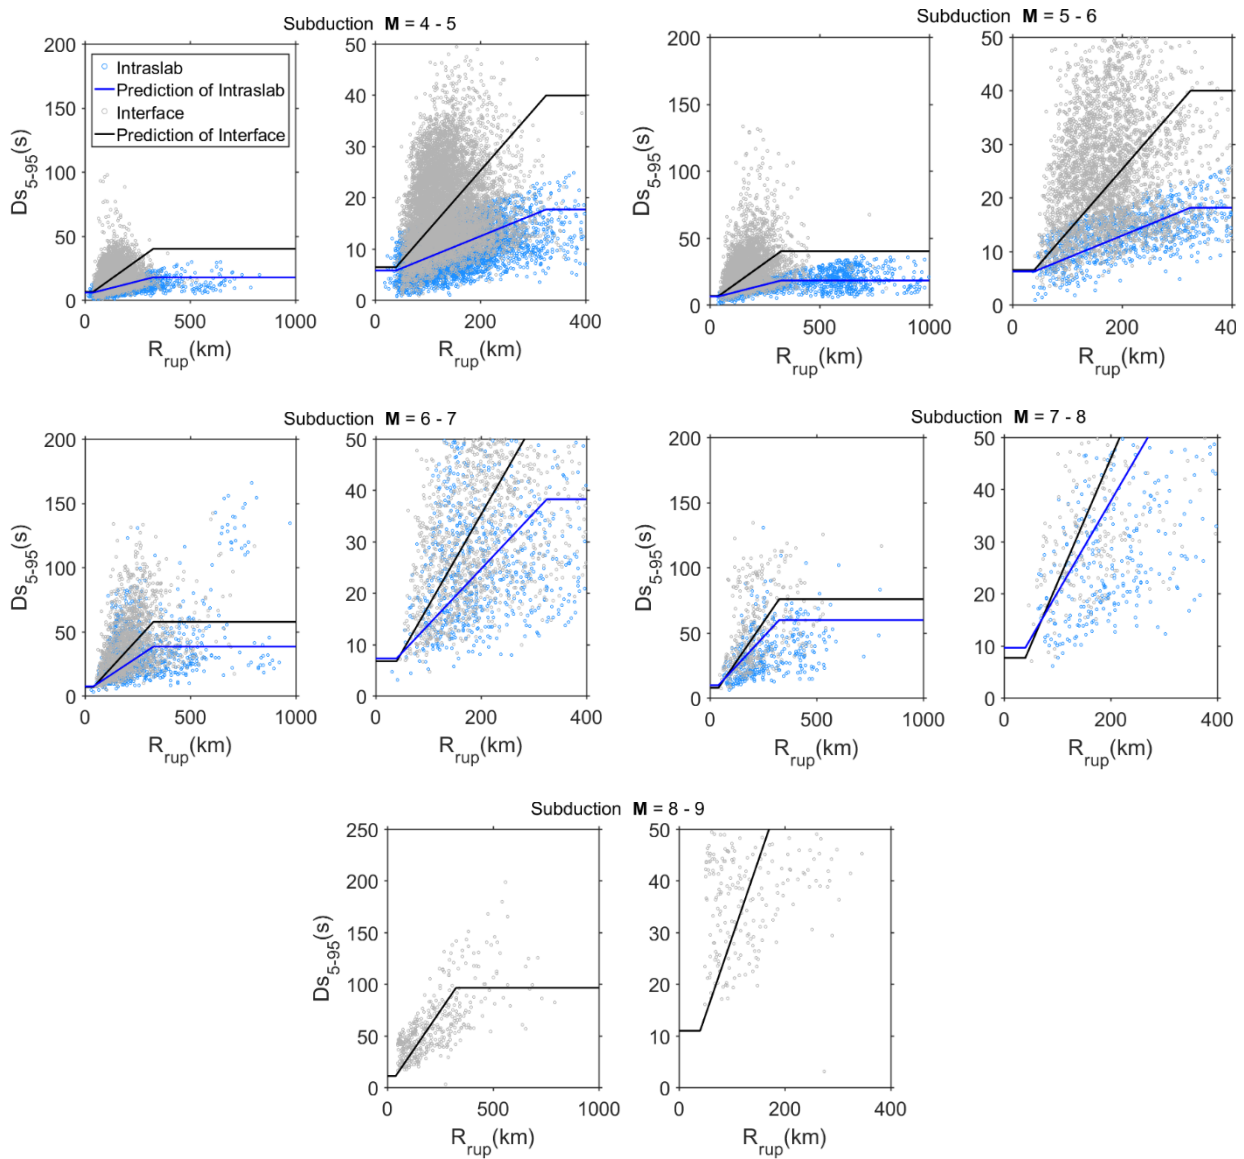 Subduction M = 4 - 5
200
150
100
50
0
Ds5-95(s)
Intraslab
Prediction of Intraslab
Interface
Prediction of Interface
0 500 1000
Rrup(km)
50
40
30
20
10
0
0 200 400
Rrup(km)
Subduction M = 5 - 6
200
150
100
50
0
Ds5-95(s)
0 500 1000
Rrup(km)
50
40
30
20
10
0
0 200 400
Rrup(km)
Subduction M = 6 - 7
200
150
100
50
0
Ds5-95(s)
0 500 1000
Rrup(km)
50
40
30
20
10
0
0 200 400
Rrup(km)
Subduction M = 7 - 8
200
150
100
50
0
Ds5-95(s)
0 500 1000
Rrup(km)
50
40
30
20
10
0
0 200 400
Rrup(km)
Subduction M = 8 - 9
250
200
150
100
50
0
Ds5-95(s)
0 500 1000
Rrup(km)
50
40
30
20
10
0
0 200 400
Rrup(km)